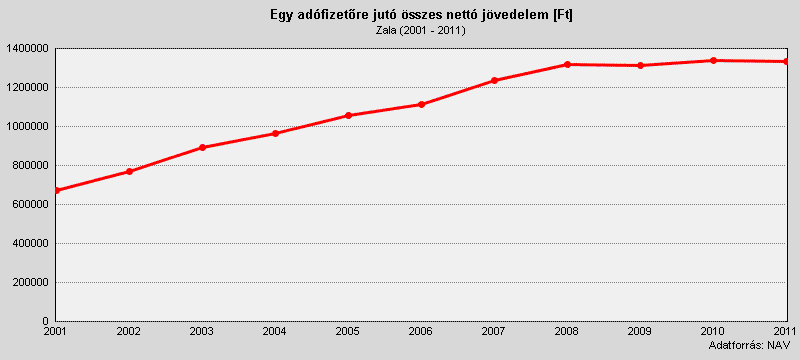 Egy adófizetőre jutó összes nettó jövedelem [Ft]
Zala (2001 - 2011)
1400000
1200000
1000000
800000
600000
400000
200000
0
2001 2002 2003 2004 2005 2006 2007 2008 2009 2010 2011
Adatforrás: NAV